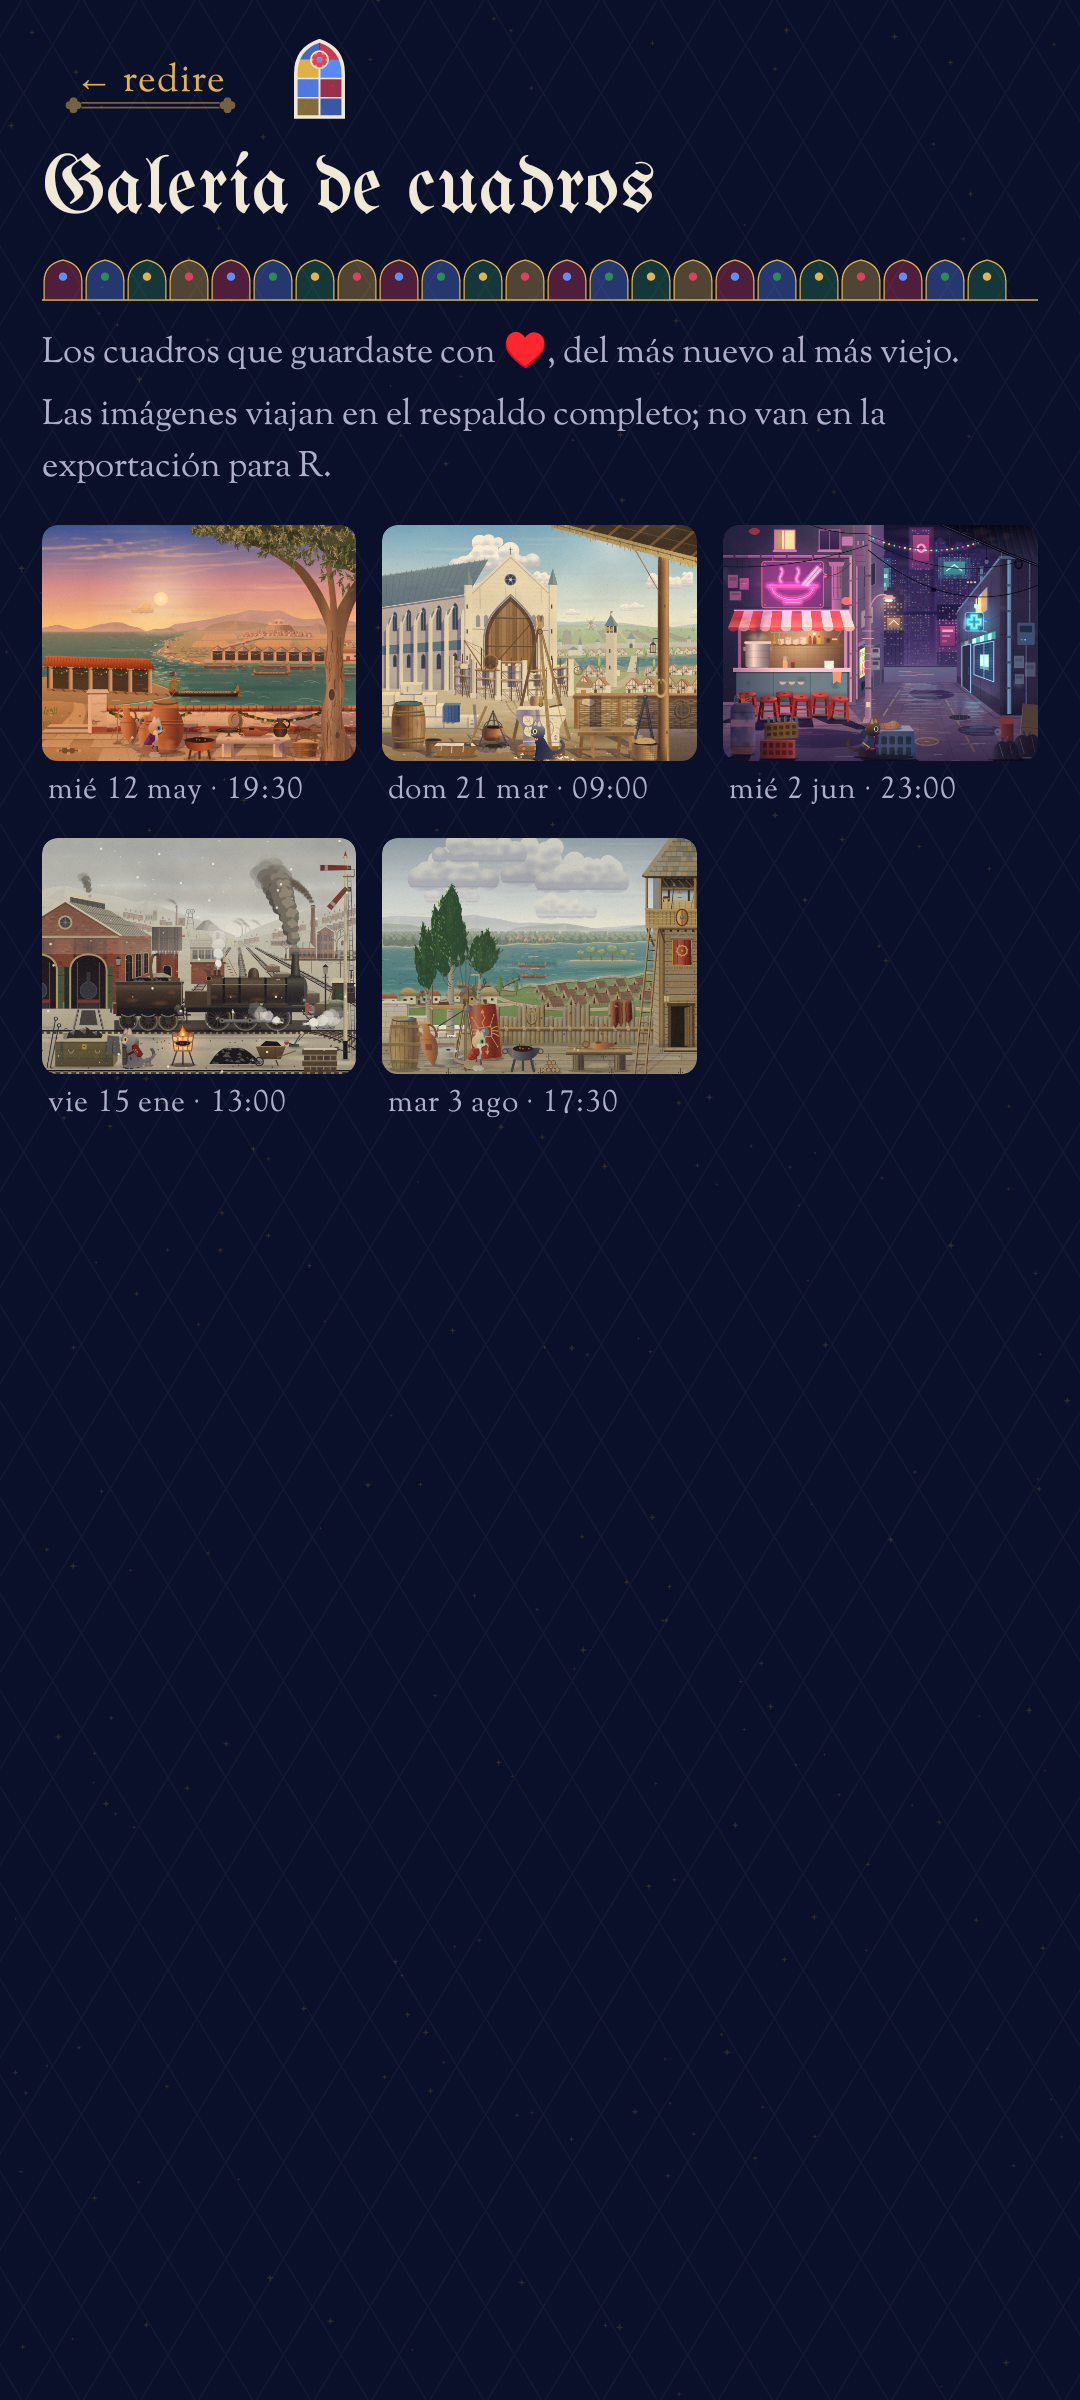 ← redire
Galería de cuadros
Los cuadros que guardaste con ❤️, del más nuevo al más viejo.
Las imágenes viajan en el respaldo completo; no van en la
exportación para R.
mié 12 may · 19:30
dom 21 mar · 09:00
mié 2 jun · 23:00
vie 15 ene · 13:00
mar 3 ago · 17:30